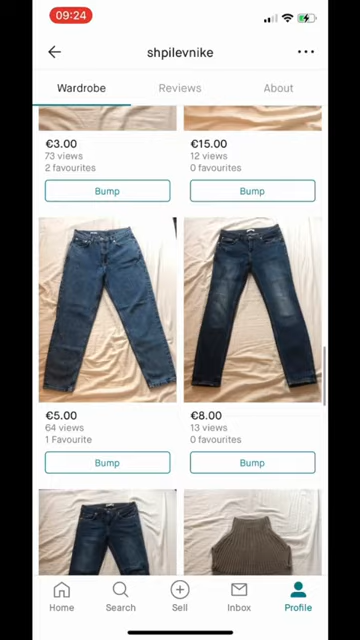 09:24
shpilevnike
Wardrobe Reviews About
€3.00 €15.00
73 views 12 views
2 favourites 0 favourites
Bump Bump
€5.00 €8.00
64 views 13 views
1 Favourite 0 favourites
Bump Bump
Home Search Sell Inbox Profile